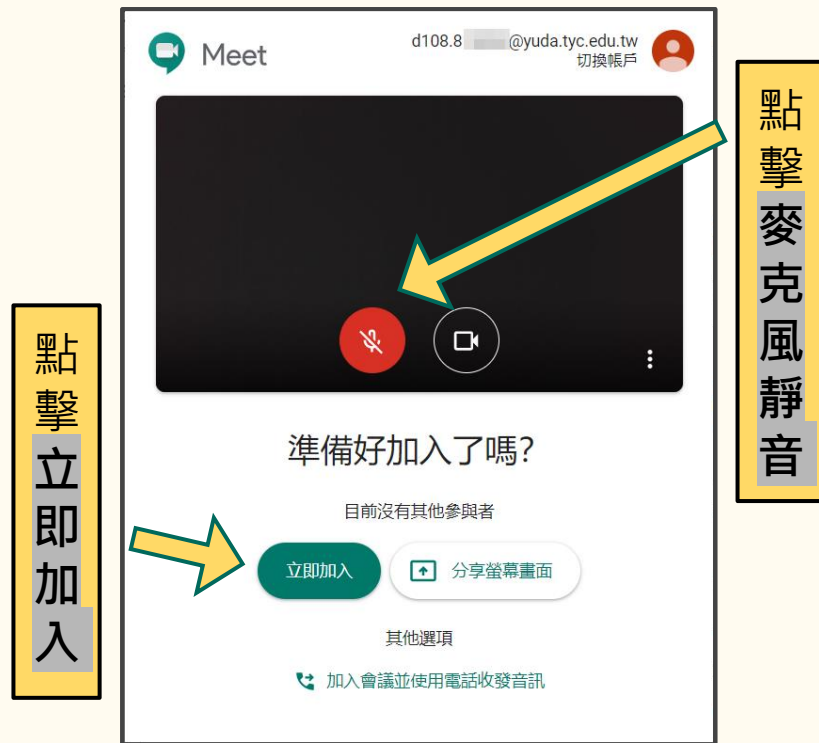 Meet
d108.8 @yuda.tyc.edu.tw
切換帳戶
點擊麥克風靜音
準備好加入了嗎?
目前沒有其他參與者
點擊立即加入
立即加入
分享螢幕畫面
其他選項
加入會議並使用電話收發音訊